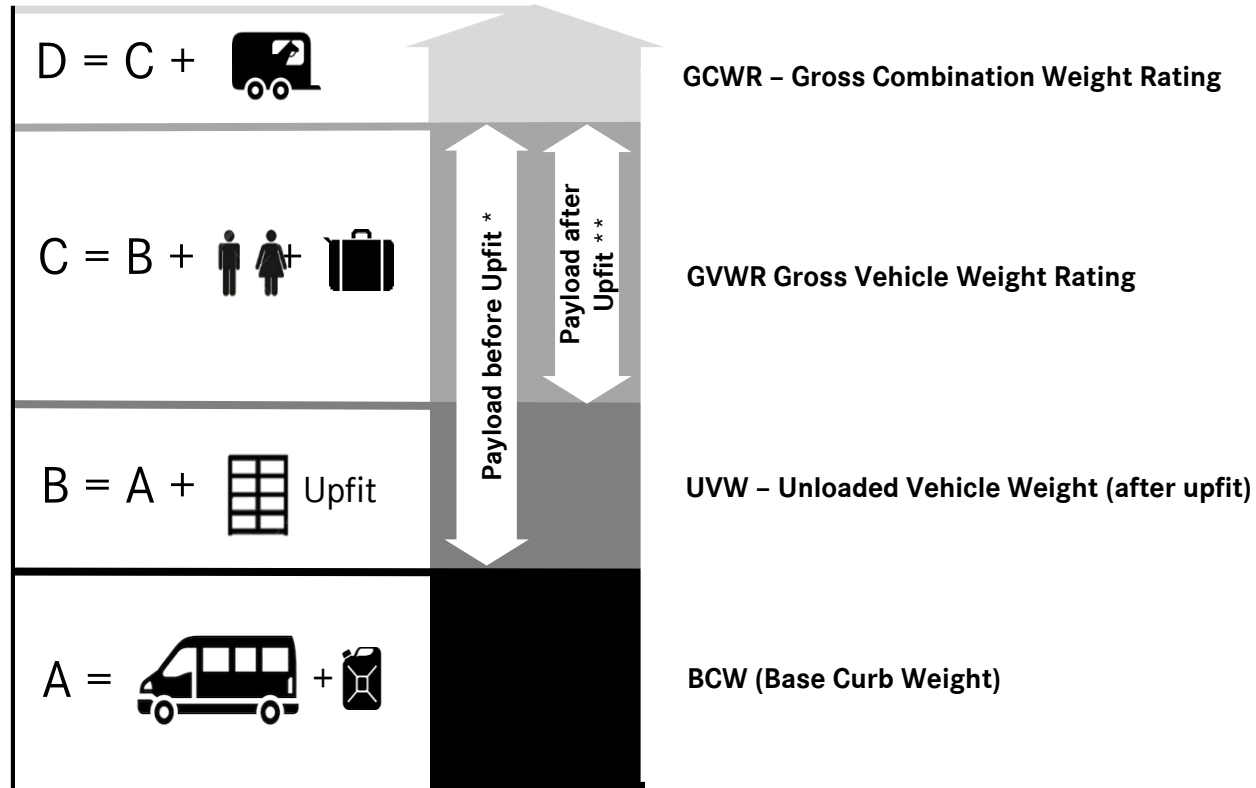 D = C +
GCWR – Gross Combination Weight Rating
C = B + +
Payload before Upfit *
Payload after
Upfit * *
GVWR Gross Vehicle Weight Rating
B = A + Upfit
UVW – Unloaded Vehicle Weight (after upfit)
A = +
BCW (Base Curb Weight)